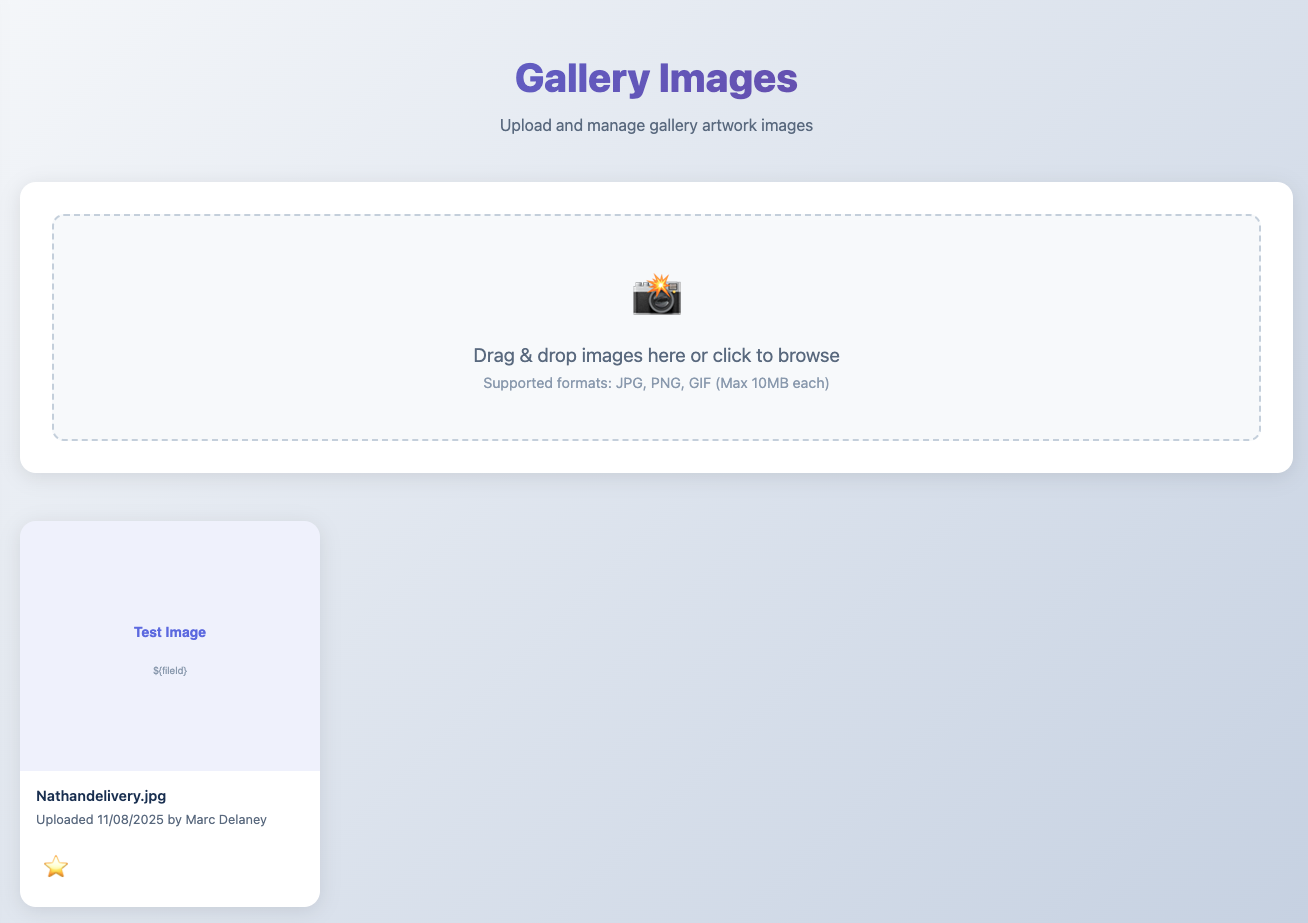 Gallery Images
Upload and manage gallery artwork images
Drag & drop images here or click to browse
Supported formats: JPG, PNG, GIF (Max 10MB each)
Test Image
${fileId}
Nathandelivery.jpg
Uploaded 11/08/2025 by Marc Delaney